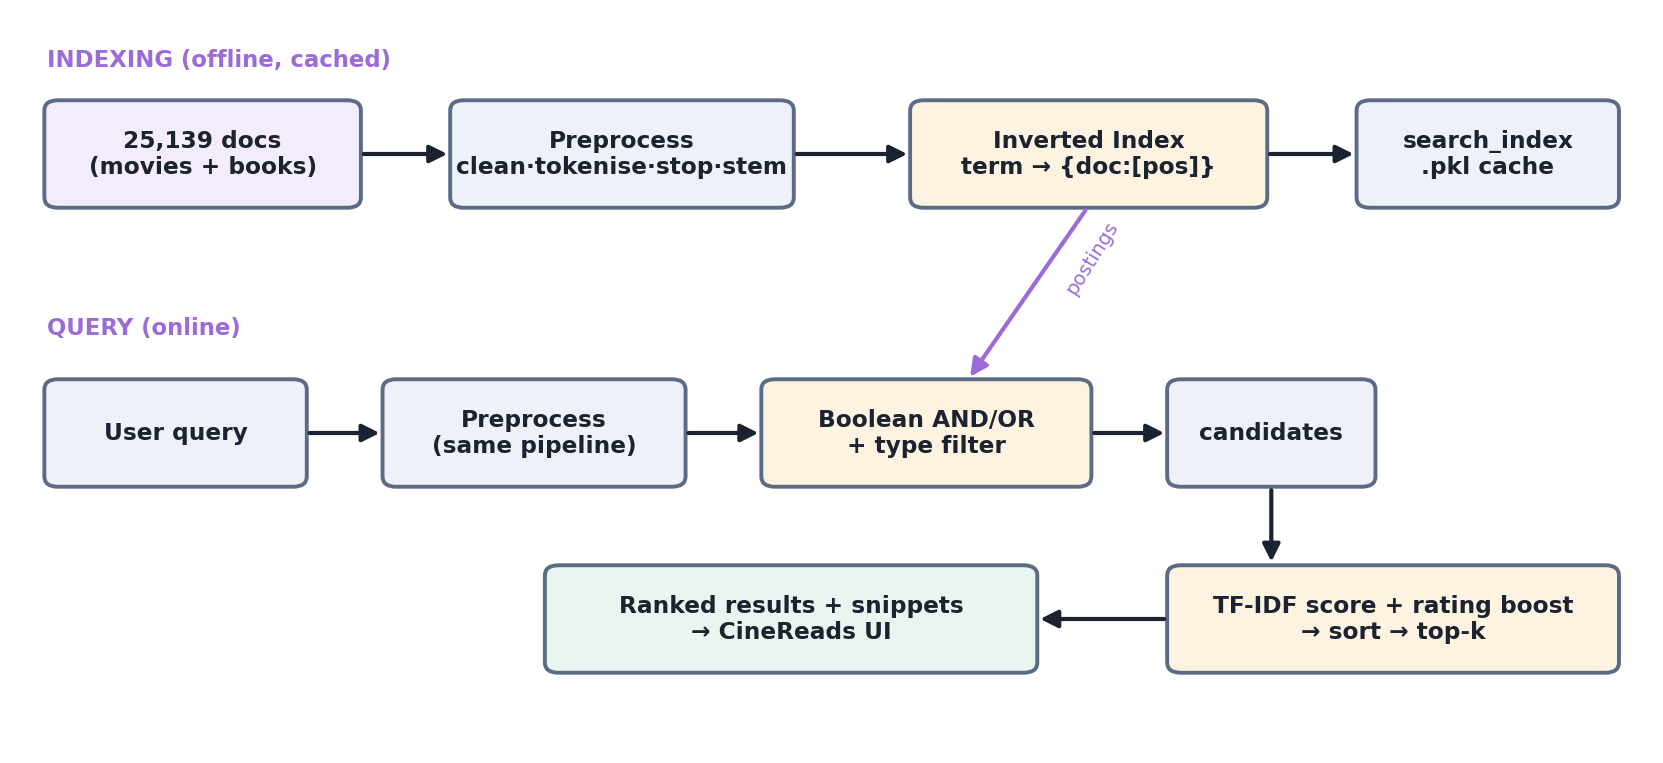 INDEXING (offline, cached)
25,139 docs
(movies + books)
Preprocess
clean·tokenise·stop·stem
Inverted Index
term → {doc:[pos]}
search_index
.pkl cache
postings
QUERY (online)
User query
Preprocess
(same pipeline)
Boolean AND/OR
+ type filter
candidates
TF-IDF score + rating boost
→ sort → top-k
Ranked results + snippets
→ CineReads UI